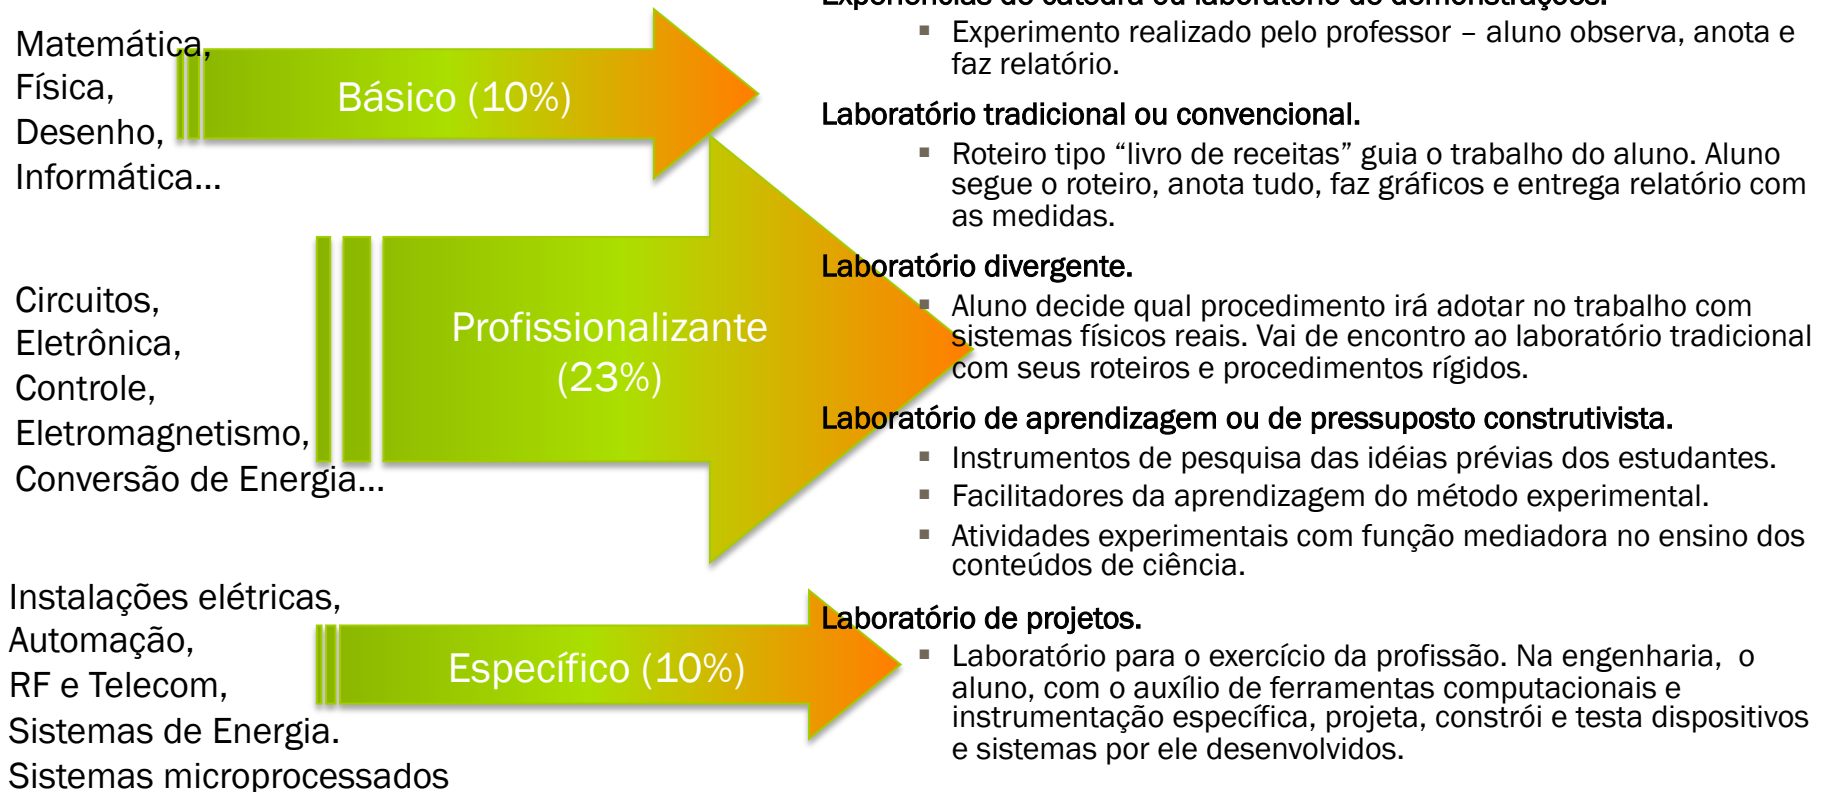 Matemática,
Física,
Desenho,
Informática...
Básico (10%)
Circuitos,
Eletrônica,
Controle,
Eletromagnetismo,
Conversão de Energia...
Profissionalizante
(23%)
Instalações elétricas,
Automação,
RF e Telecom,
Sistemas de Energia.
Sistemas microprocessados
Específico (10%)
Experiências de cátedra ou laboratório de demonstrações.
▪ Experimento realizado pelo professor – aluno observa, anota e
faz relatório.
Laboratório tradicional ou convencional.
▪ Roteiro tipo “livro de receitas” guia o trabalho do aluno. Aluno
segue o roteiro, anota tudo, faz gráficos e entrega relatório com
as medidas.
Laboratório divergente.
▪ Aluno decide qual procedimento irá adotar no trabalho com
sistemas físicos reais. Vai de encontro ao laboratório tradicional
com seus roteiros e procedimentos rígidos.
Laboratório de aprendizagem ou de pressuposto construtivista.
▪ Instrumentos de pesquisa das idéias prévias dos estudantes.
▪ Facilitadores da aprendizagem do método experimental.
▪ Atividades experimentais com função mediadora no ensino dos
conteúdos de ciência.
Laboratório de projetos.
▪ Laboratório para o exercício da profissão. Na engenharia, o
aluno, com o auxílio de ferramentas computacionais e
instrumentação específica, projeta, constrói e testa dispositivos
e sistemas por ele desenvolvidos.